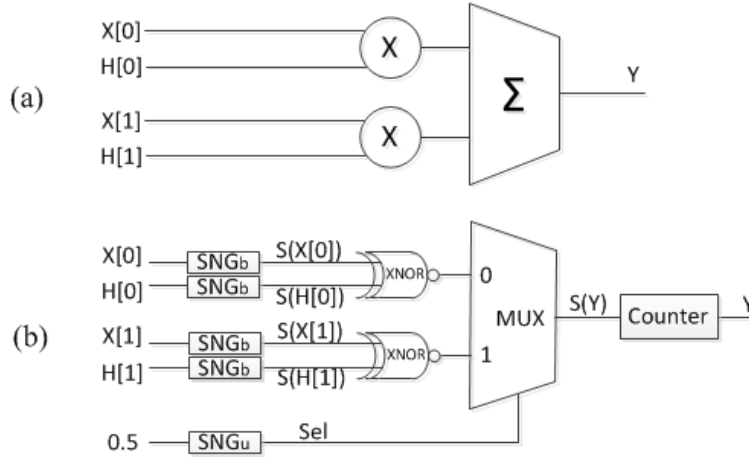 (a)
X[0]
H[0]
X
X[1]
H[1]
X
Σ
Y
(b)
X[0]
SNGb
S(X[0])
H[0]
SNGb
S(H[0])
XNOR
0
X[1]
SNGb
S(X[1])
H[1]
SNGb
S(H[1])
XNOR
1
MUX
S(Y)
Counter
Y
0.5
SNGu
Sel